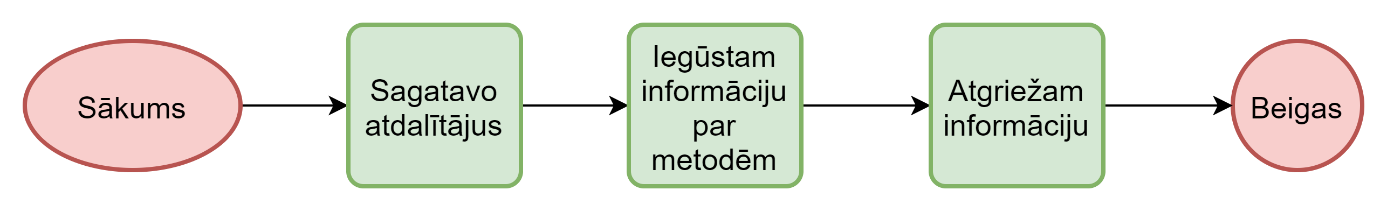 Sākums
Sagatavo
atdalītājus
Iegūstam
informāciju
par
metodēm
Atgriežam
informāciju
Beigas